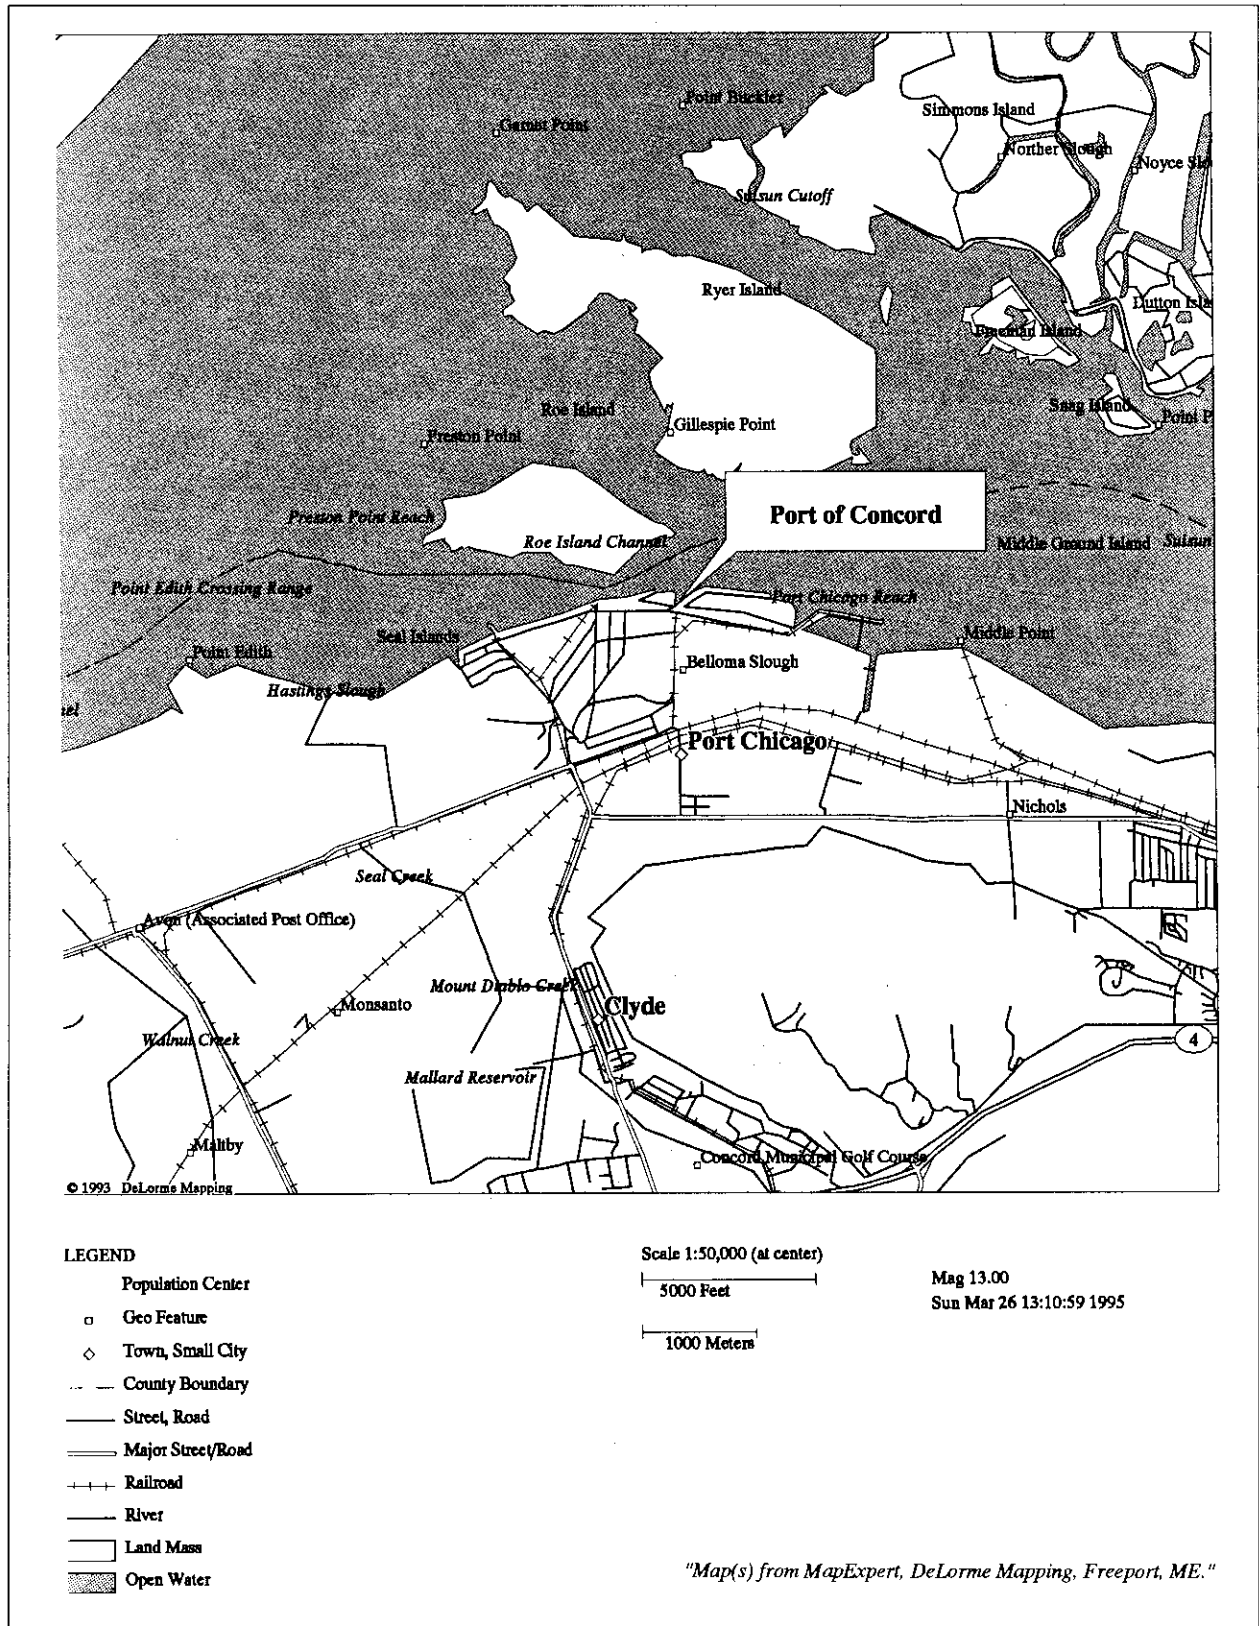 Point Buckler
Simmons Island
Garnet Point
Norther Slough
Noyce Slo
Suisun Cutoff
Ryer Island
Dutton Isla
Freeman Island
Snag Island
Roe Island
Point P
Gillespie Point
Preston Point
Port of Concord
Preston Point Reach
Roe Island Channel
Middle Ground Island
Suisun
Point Edith Crossing Range
Port Chicago Reach
Seal Islands
Middle Point
Point Edith
Belloma Slough
Hastings Slough
nel
Port Chicago
Nichols
Seal Creek
Avon (Associated Post Office)
Mount Diablo Creek
Monsanto
Clyde
Walnut Creek
4
Mallard Reservoir
Maltby
Concord Municipal Golf Course
© 1993 DeLorme Mapping
LEGEND
Population Center
Geo Feature
Town, Small City
County Boundary
Street, Road
Major Street/Road
Railroad
River
Land Mass
Open Water
Scale 1:50,000 (at center)
5000 Feet
1000 Meters
Mag 13.00
Sun Mar 26 13:10:59 1995
"Map(s) from MapExpert, DeLorme Mapping, Freeport, ME."